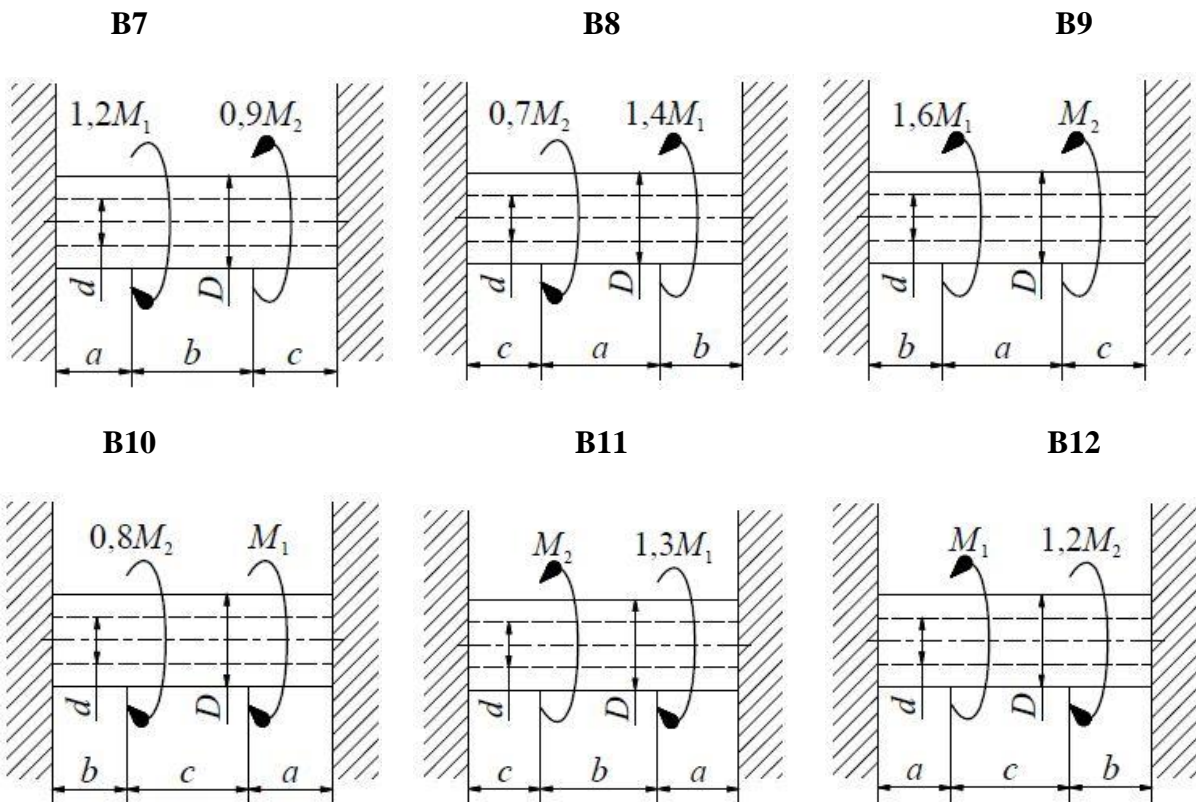 B7 B8 B9
1,2M₁ 0,9M₂ 0,7M₂ 1,4M₁ 1,6M₁ M₂
d D d D d D
a b c c a b b a c
B10 B11 B12
0,8M₂ M₁ M₂ 1,3M₁ M₁ 1,2M₂
d D d D d D
b c a c b a a c b